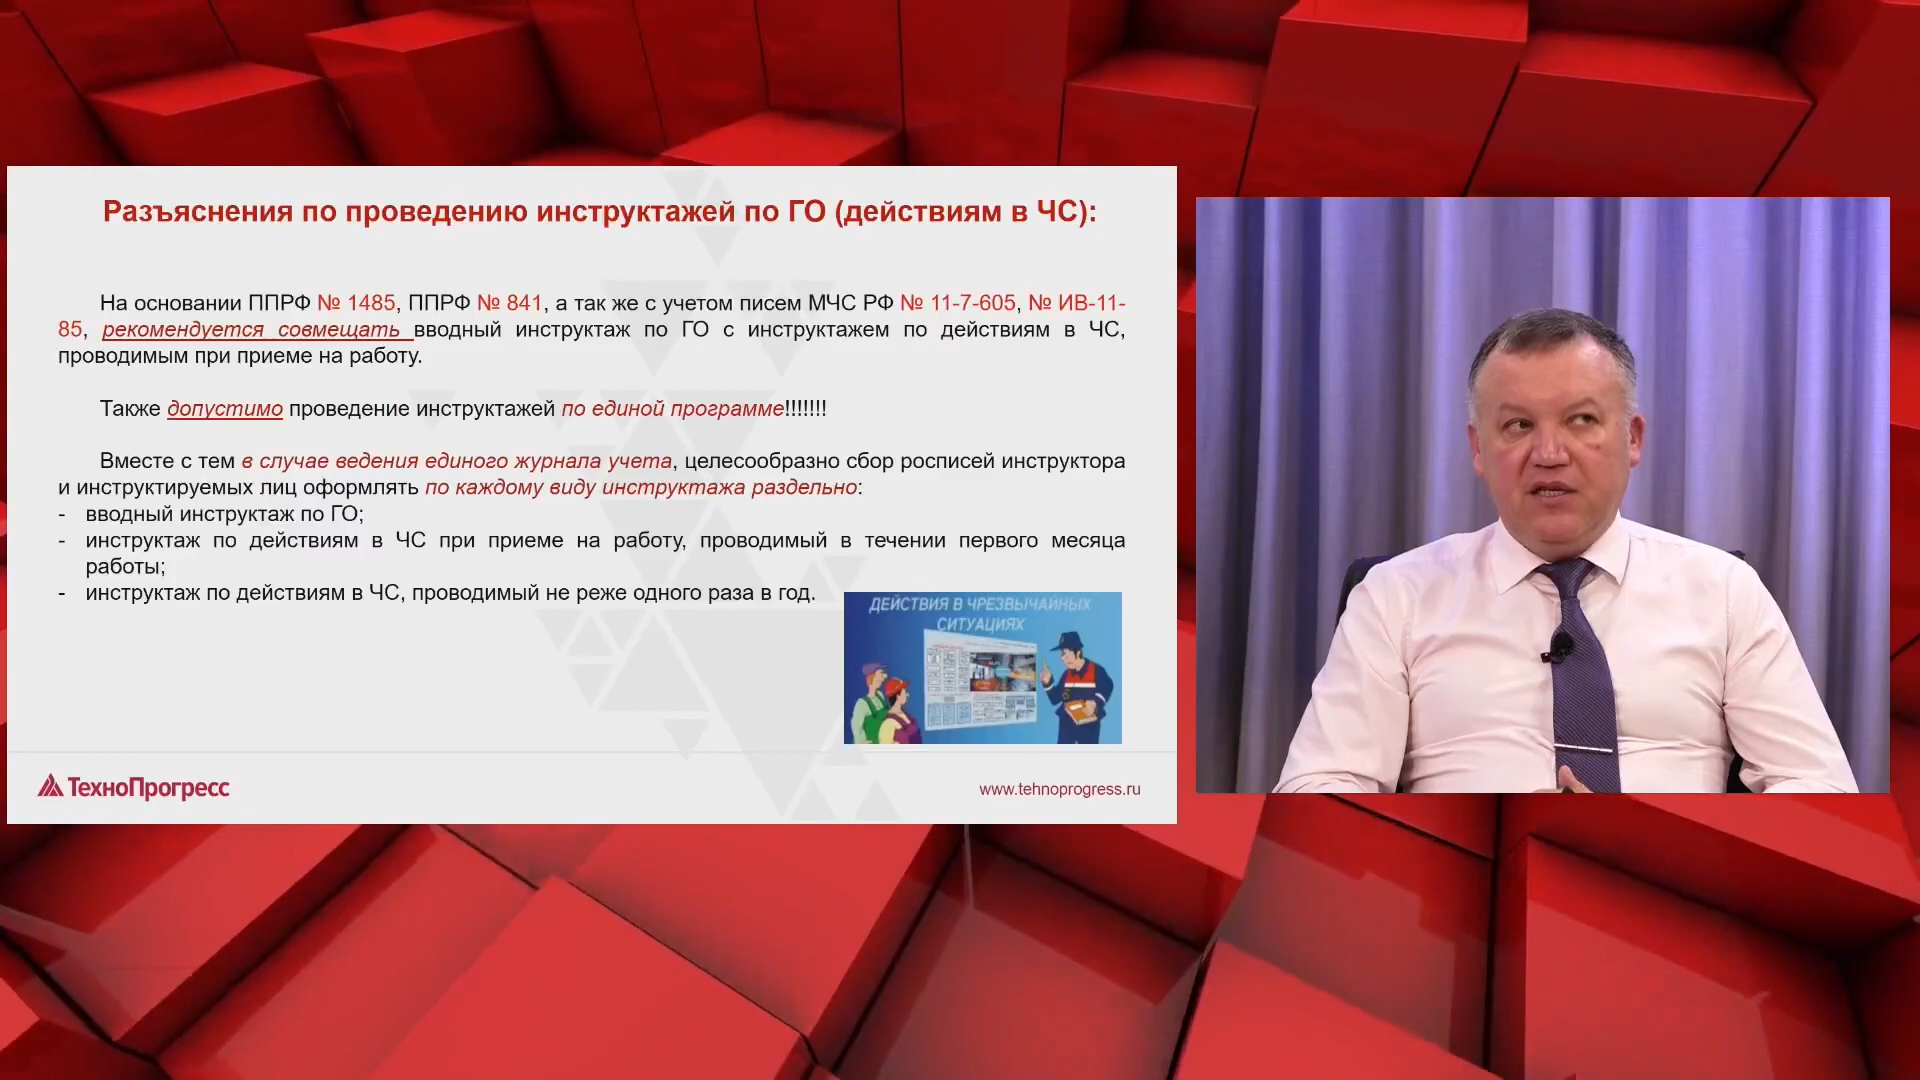 Разъяснения по проведению инструктажей по ГО (действиям в ЧС):
На основании ППРФ № 1485, ППРФ № 841, а так же с учетом писем МЧС РФ № 11-7-605, № ИВ-11-
85, рекомендуется совмещать вводный инструктаж по ГО с инструктажем по действиям в ЧС,
проводимым при приеме на работу.
Также допустимо проведение инструктажей по единой программе!!!!!!!
Вместе с тем в случае ведения единого журнала учета, целесообразно сбор росписей инструктора
и инструктируемых лиц оформлять по каждому виду инструктажа раздельно:
- вводный инструктаж по ГО;
- инструктаж по действиям в ЧС при приеме на работу, проводимый в течении первого месяца
работы;
- инструктаж по действиям в ЧС, проводимый не реже одного раза в год.
ДЕЙСТВИЯ В ЧРЕЗВЫЧАЙНЫХ
СИТУАЦИЯХ
ТехноПрогресс
www.tehnoprogress.ru